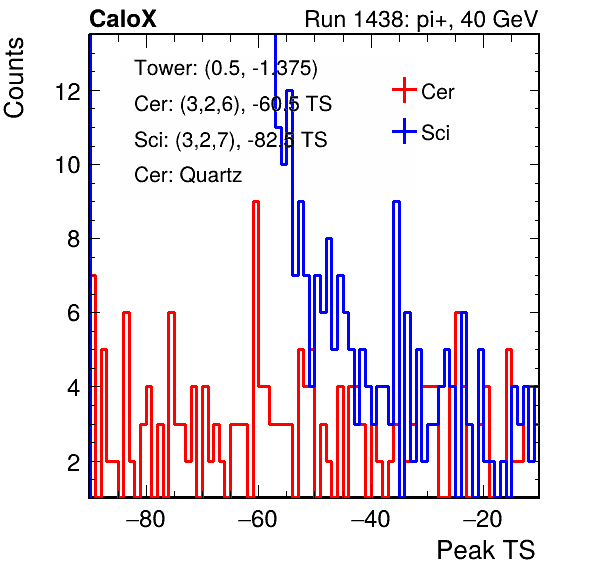 CaloX Run 1438: pi+, 40 GeV
Counts
Tower: (0.5, -1.375)
Cer: (3,2,6), -60.5 TS
Sci: (3,2,7), -82.5 TS
Cer: Quartz
Cer
Sci
12
10
8
6
4
2
−80 −60 −40 −20
Peak TS